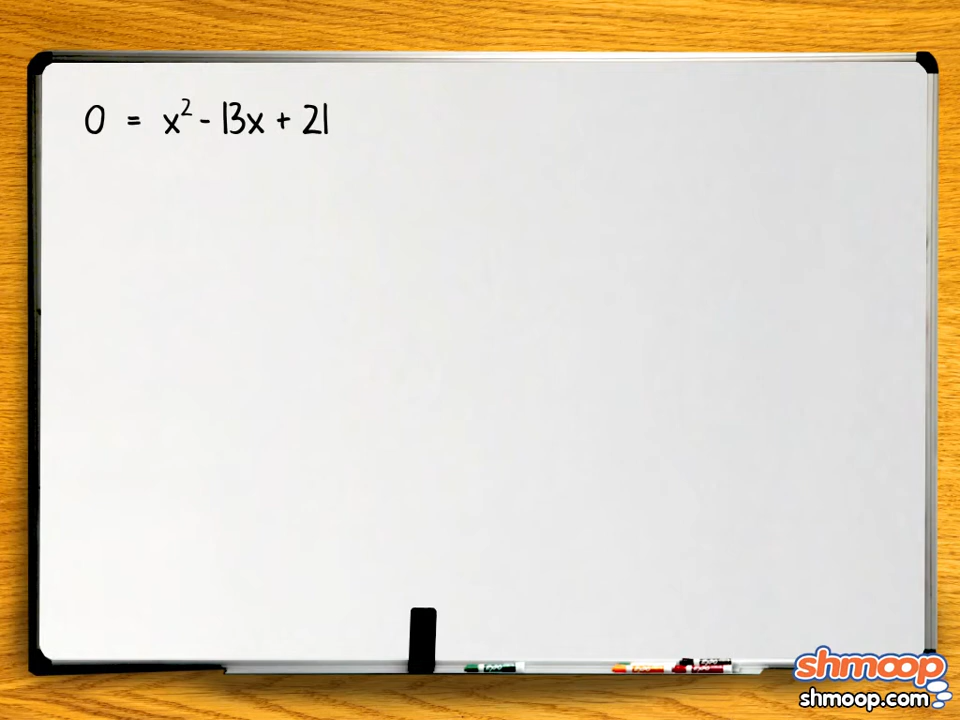 0 = x² - 13x + 21
shmoop
shmoop.com